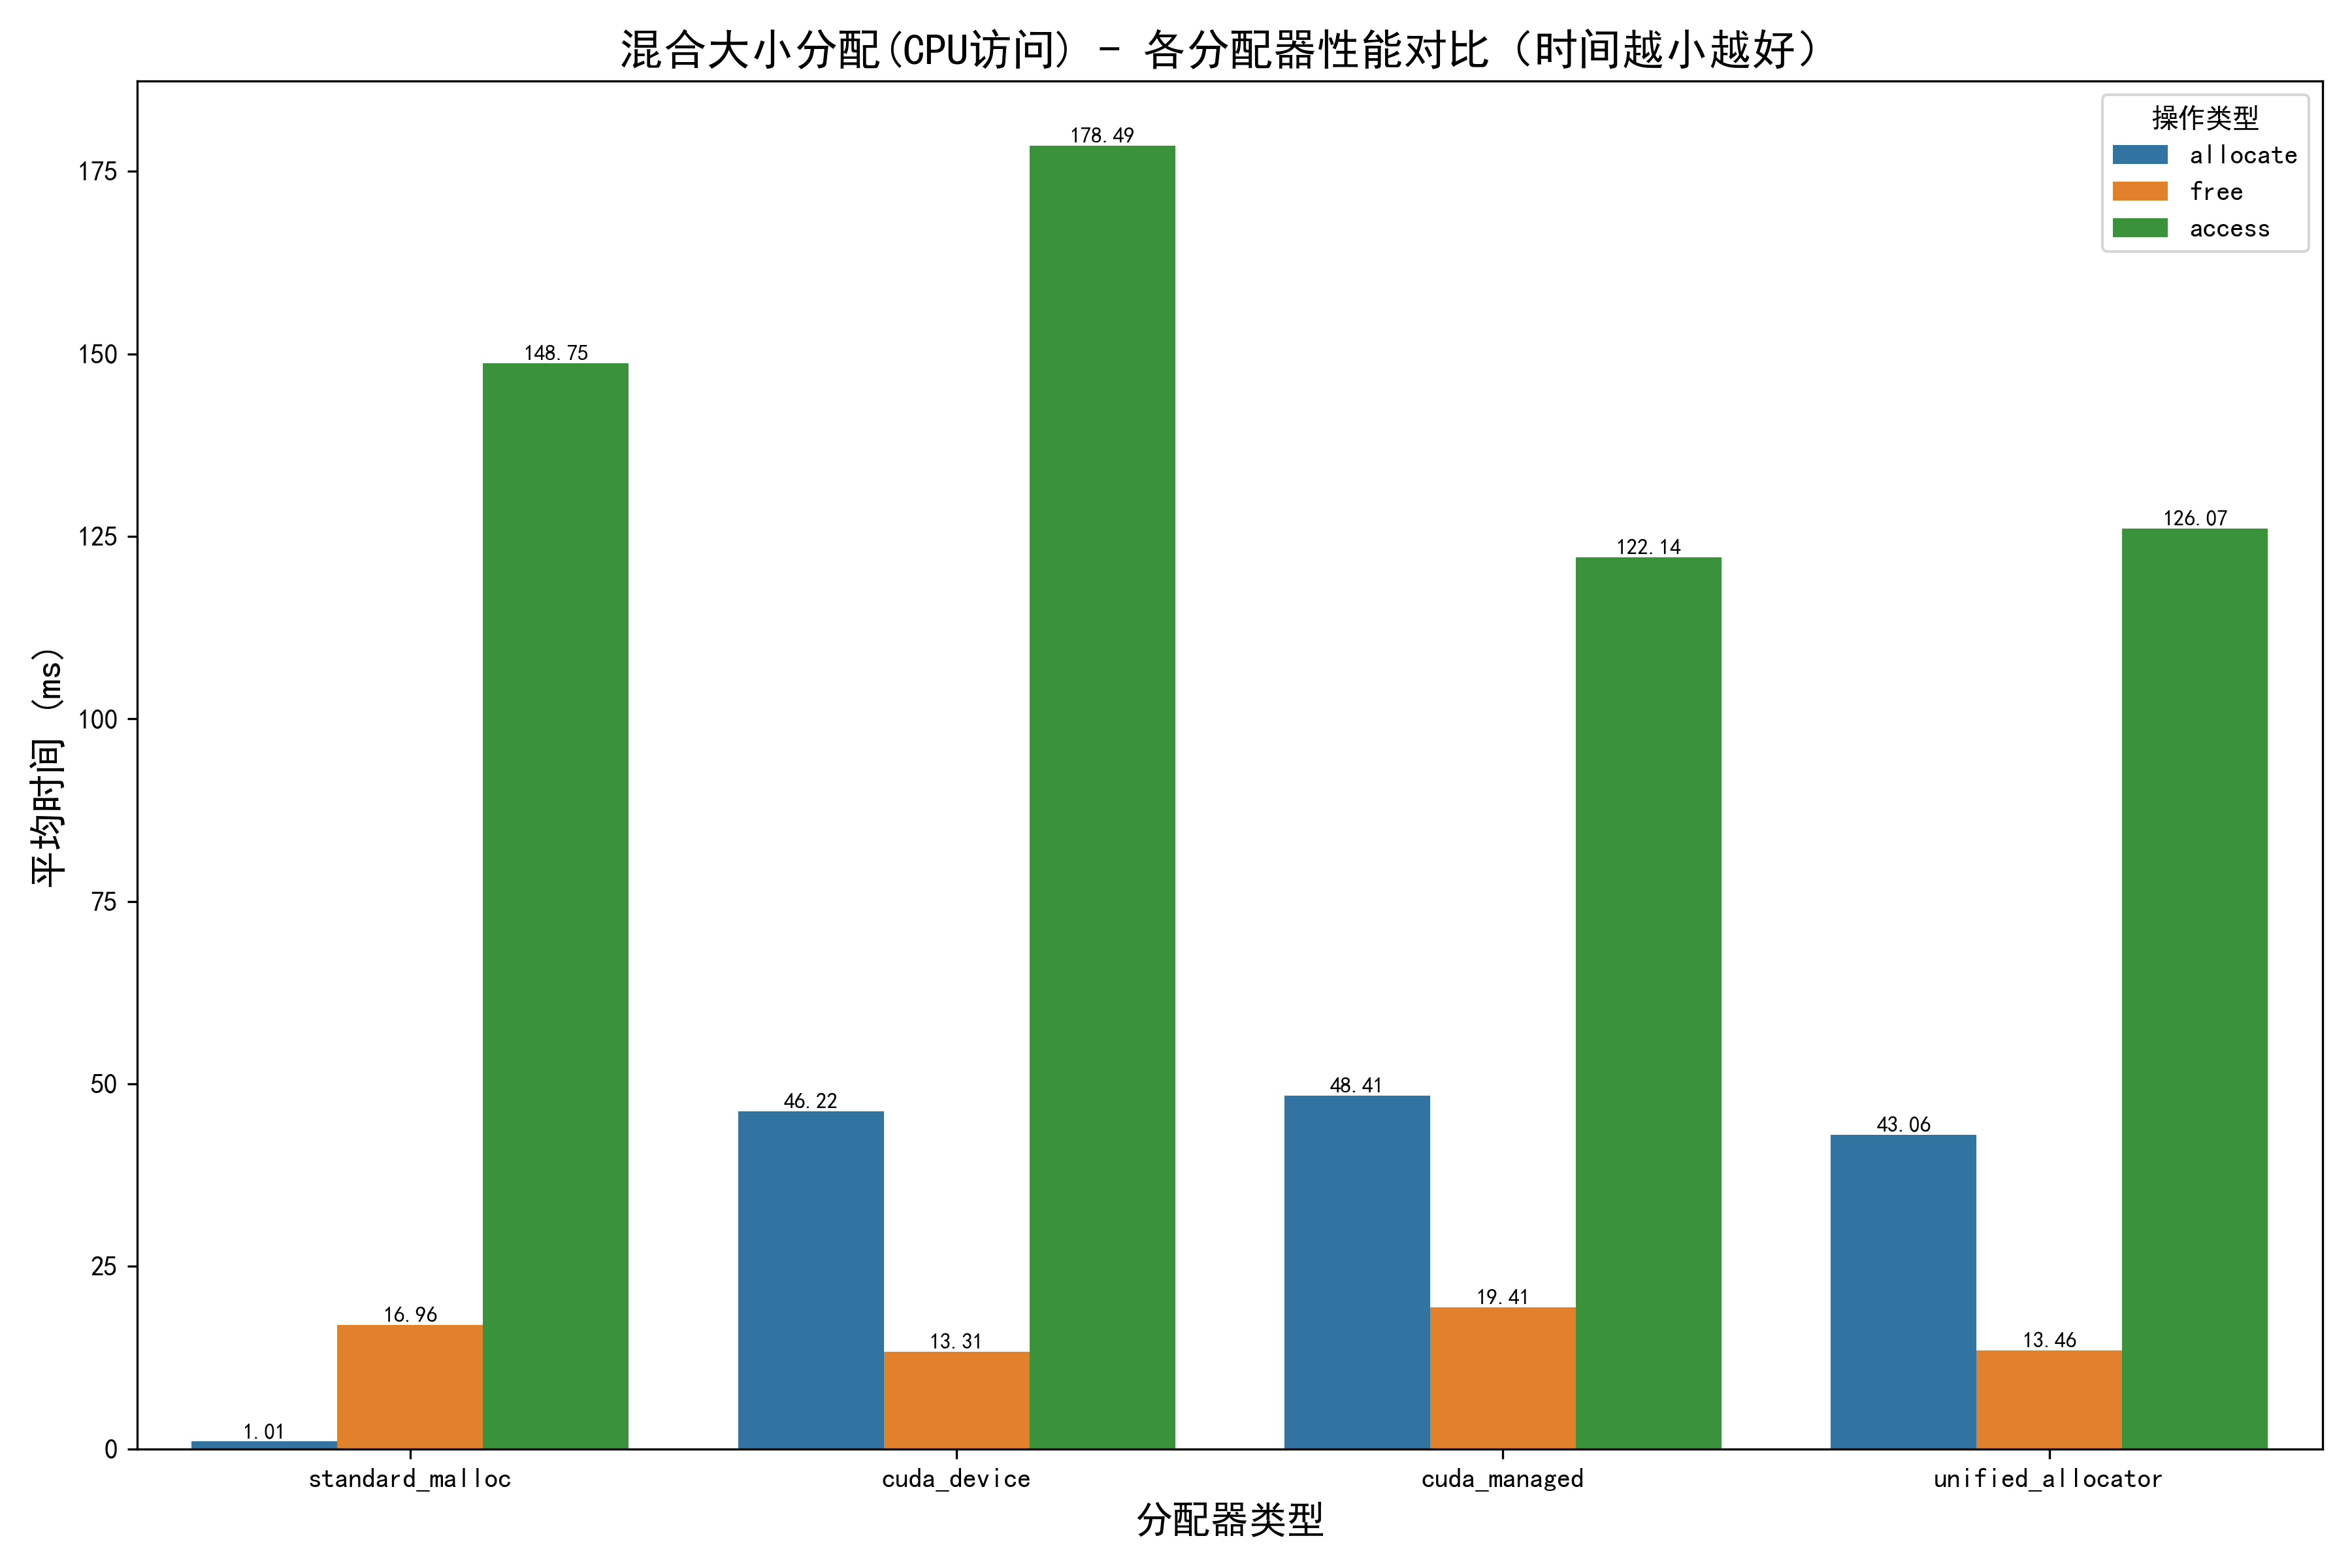 混合大小分配(CPU访问) - 各分配器性能对比（时间越小越好）
操作类型
allocate
free
access
平均时间 (ms)
175
150
125
100
75
50
25
0
1.01
16.96
148.75
46.22
13.31
178.49
48.41
19.41
122.14
43.06
13.46
126.07
standard_malloc
cuda_device
cuda_managed
unified_allocator
分配器类型